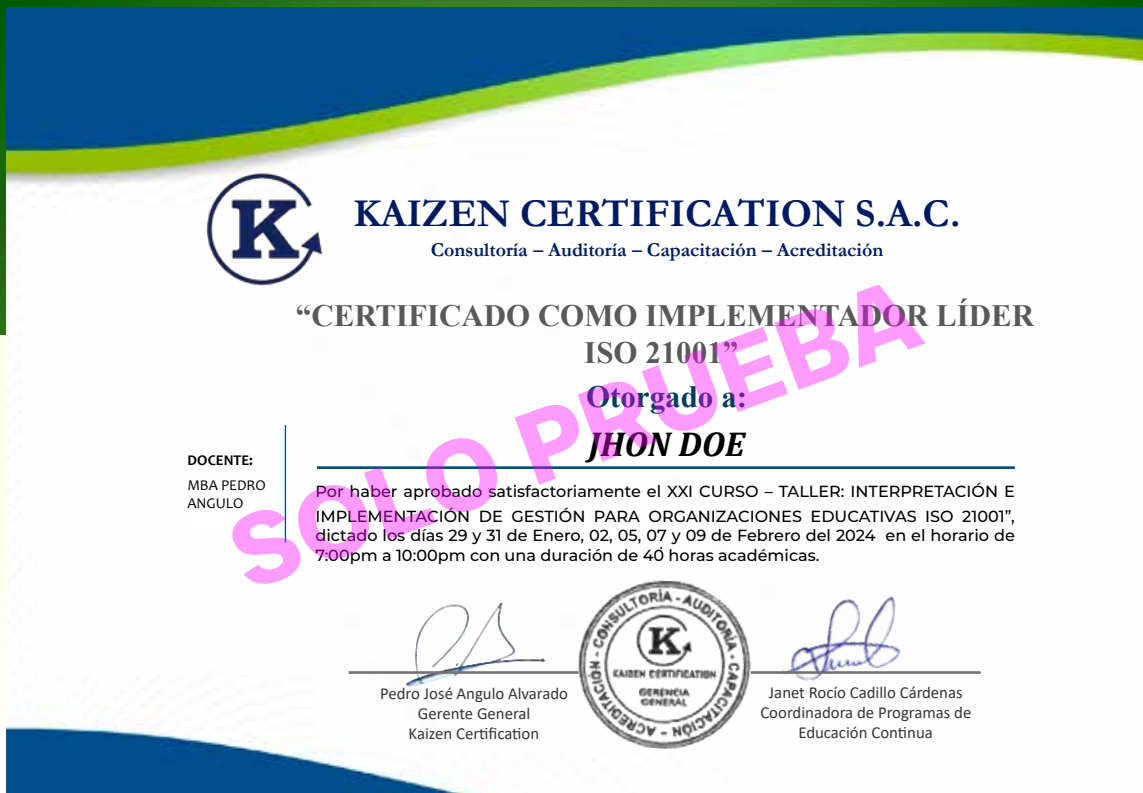 K
KAIZEN CERTIFICATION S.A.C.
Consultoría – Auditoría – Capacitación – Acreditación
“CERTIFICADO COMO IMPLEMENTADOR LÍDER
ISO 21001”
Otorgado a:
JHON DOE
SOLO PRUEBA
DOCENTE:
MBA PEDRO
ANGULO
Por haber aprobado satisfactoriamente el XXI CURSO – TALLER: INTERPRETACIÓN E
IMPLEMENTACIÓN DE GESTIÓN PARA ORGANIZACIONES EDUCATIVAS ISO 21001”,
dictado los días 29 y 31 de Enero, 02, 05, 07 y 09 de Febrero del 2024 en el horario de
7:00pm a 10:00pm con una duración de 40 horas académicas.
CONSULTORÍA - AUDITORÍA - CAPACITACIÓN - ACREDITACIÓN -
K
KAIZEN CERTIFICATION
GERENCIA
GENERAL
Pedro José Angulo Alvarado
Gerente General
Kaizen Certification
Janet Rocío Cadillo Cárdenas
Coordinadora de Programas de
Educación Continua